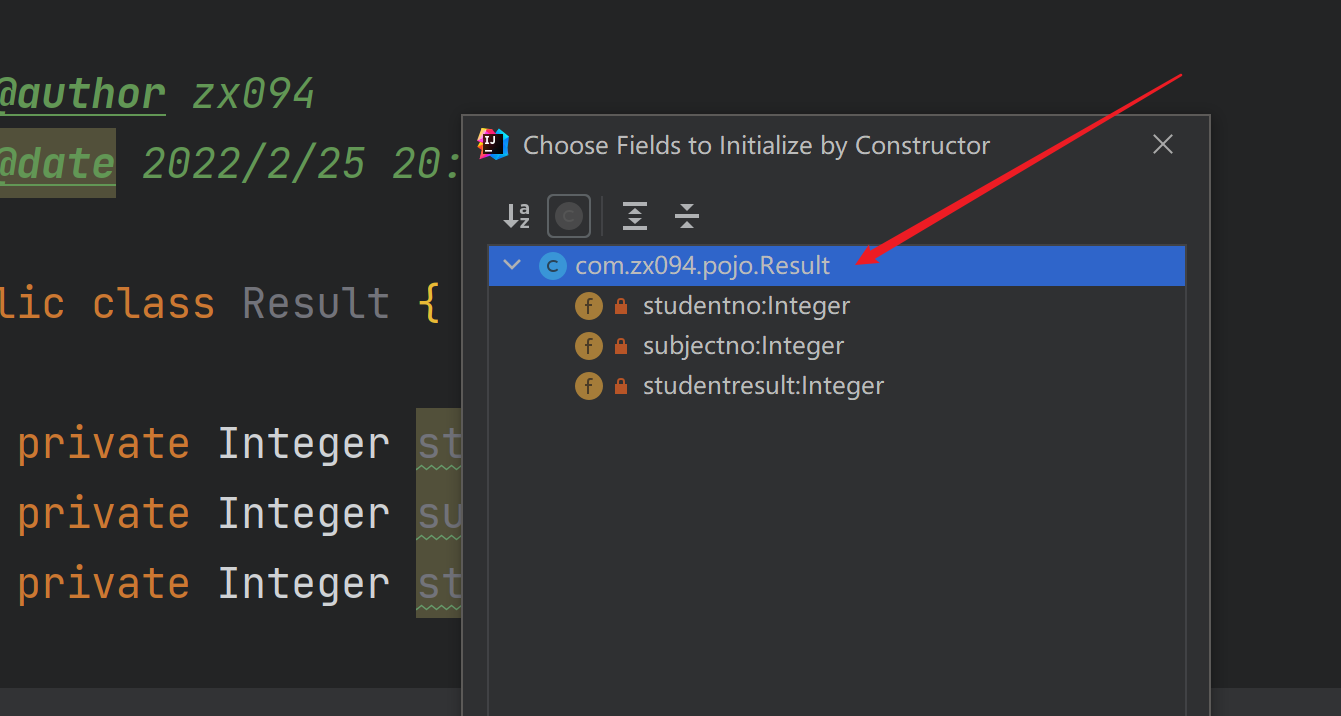 @author zx094
@date 2022/2/25 20:
lic class Result {
private Integer st
private Integer su
private Integer st
Choose Fields to Initialize by Constructor
com.zx094.pojo.Result
studentno:Integer
subjectno:Integer
studentresult:Integer